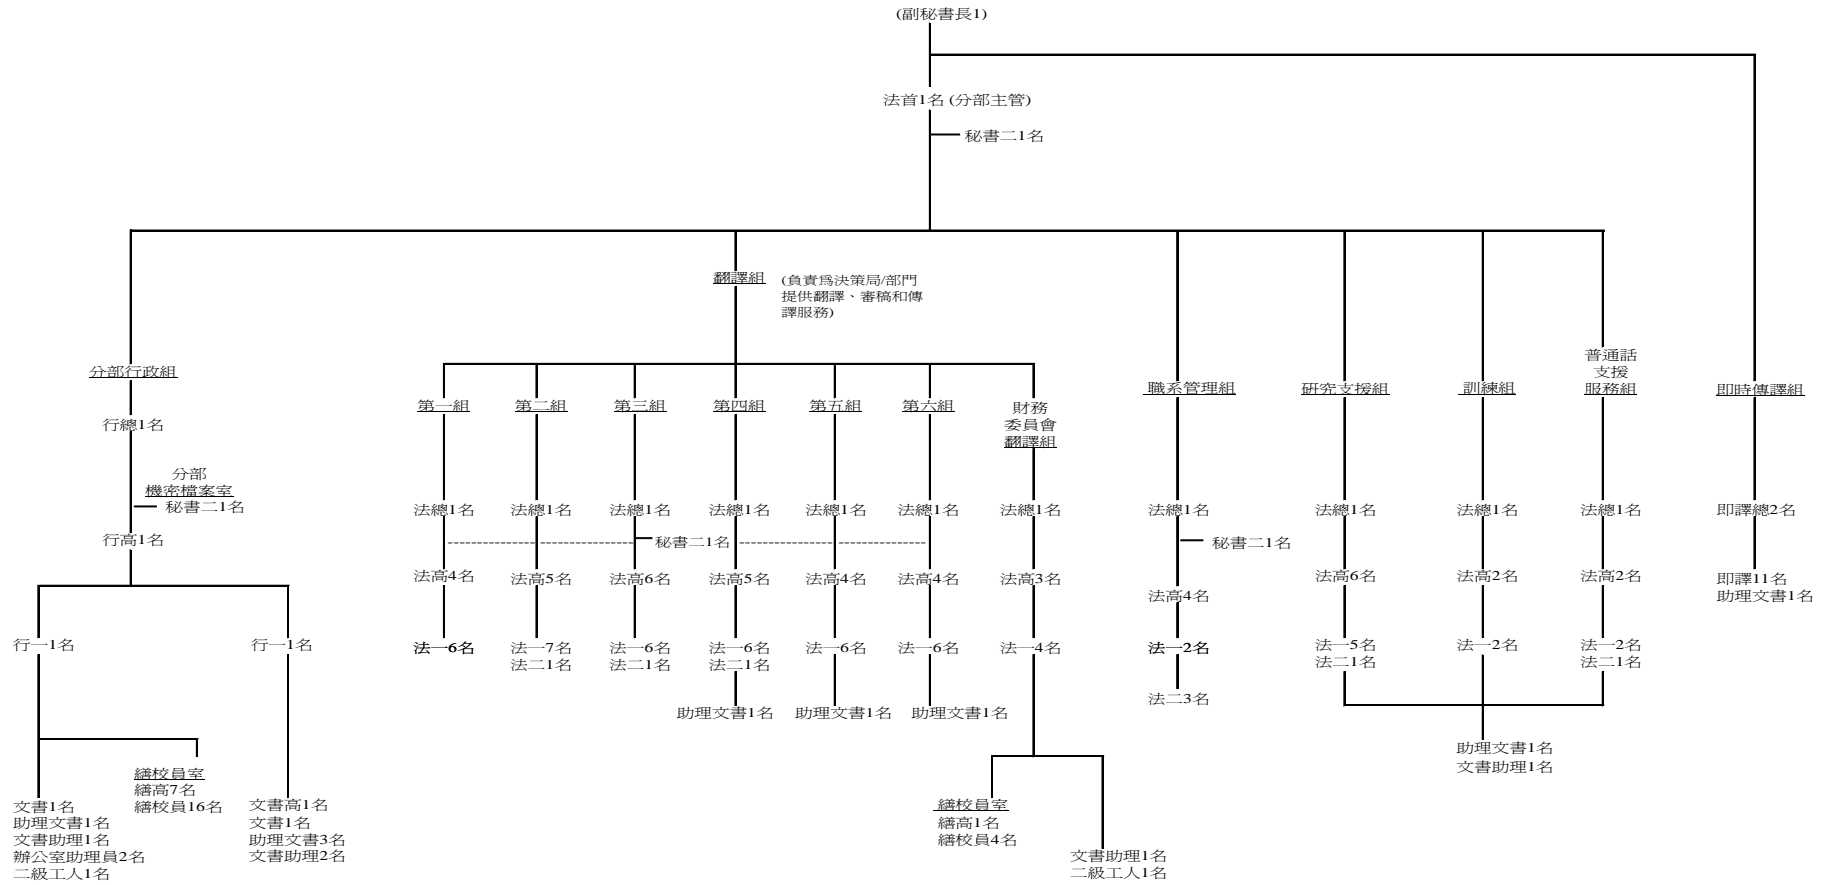 (副秘書長1)
法首1名 (分部主管)
秘書二1名
分部行政組
行總1名
分部
機密檔案室
秘書二1名
行高1名
行一1名
行一1名
繕校員室
繕高7名
繕校員16名
文書1名
助理文書1名
文書助理1名
辦公室助理員2名
二級工人1名
文書高1名
文書1名
助理文書3名
文書助理2名
翻譯組
(負責為決策局/部門
提供翻譯、審稿和傳
譯服務)
第一組
法總1名
法高4名
法一6名
第二組
法總1名
法高5名
法一7名
法二1名
第三組
法總1名
秘書二1名
法高6名
法一6名
法二1名
第四組
法總1名
法高5名
法一6名
法二1名
助理文書1名
第五組
法總1名
法高4名
法一6名
助理文書1名
第六組
法總1名
法高4名
法一6名
助理文書1名
財務
委員會
翻譯組
法總1名
法高3名
法一4名
繕校員室
繕高1名
繕校員4名
文書助理1名
二級工人1名
職系管理組
法總1名
秘書二1名
法高4名
法一2名
法二3名
研究支援組
法總1名
法高6名
法一5名
法二1名
訓練組
法總1名
法高2名
法一2名
普通話
支援
服務組
法總1名
法高2名
法一2名
法二1名
助理文書1名
文書助理1名
即時傳譯組
即譯總2名
即譯11名
助理文書1名